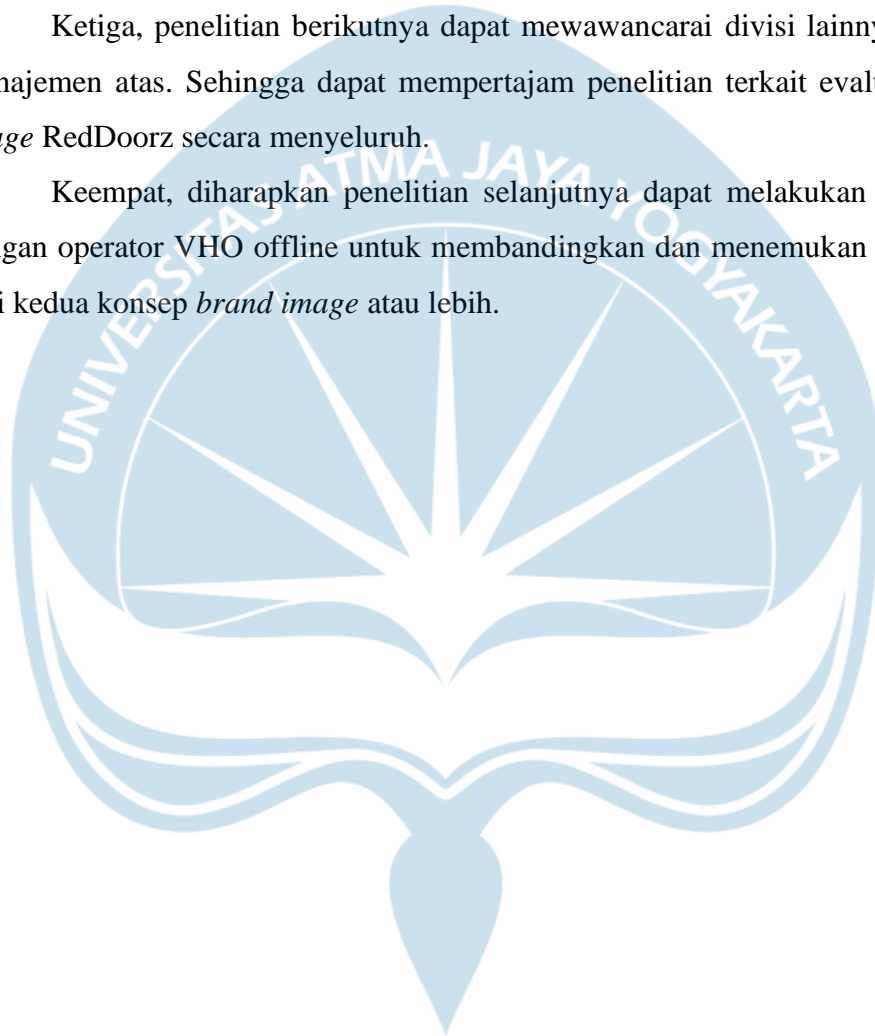 Ketiga, penelitian berikutnya dapat mewawancarai divisi lainny
najemen atas. Sehingga dapat mempertajam penelitian terkait evalu
ge RedDoorz secara menyeluruh.
Keempat, diharapkan penelitian selanjutnya dapat melakukan
ngan operator VHO offline untuk membandingkan dan menemukan
i kedua konsep brand image atau lebih.
UNIVERSITAS ATMA JAYA YOGYAKARTA